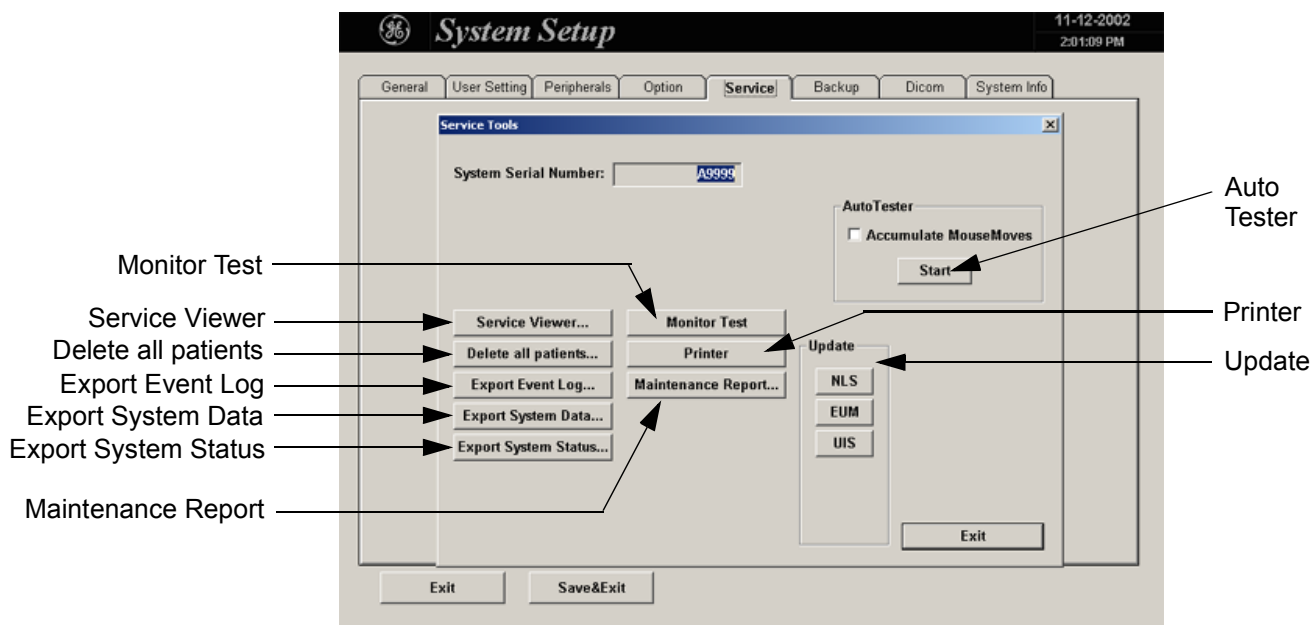 System Setup
11-12-2002
2:01:09 PM
General User Setting Peripherals Option Service Backup Dicom System Info
Service Tools
System Serial Number: A9999
AutoTester
Accumulate MouseMoves
Start
Auto
Tester
Monitor Test
Service Viewer
Delete all patients
Export Event Log
Export System Data
Export System Status
Maintenance Report
Service Viewer... Monitor Test
Delete all patients... Printer
Export Event Log... Maintenance Report...
Export System Data...
Export System Status...
Update
NLS
EUM
UIS
Printer
Update
Exit
Exit Save&Exit